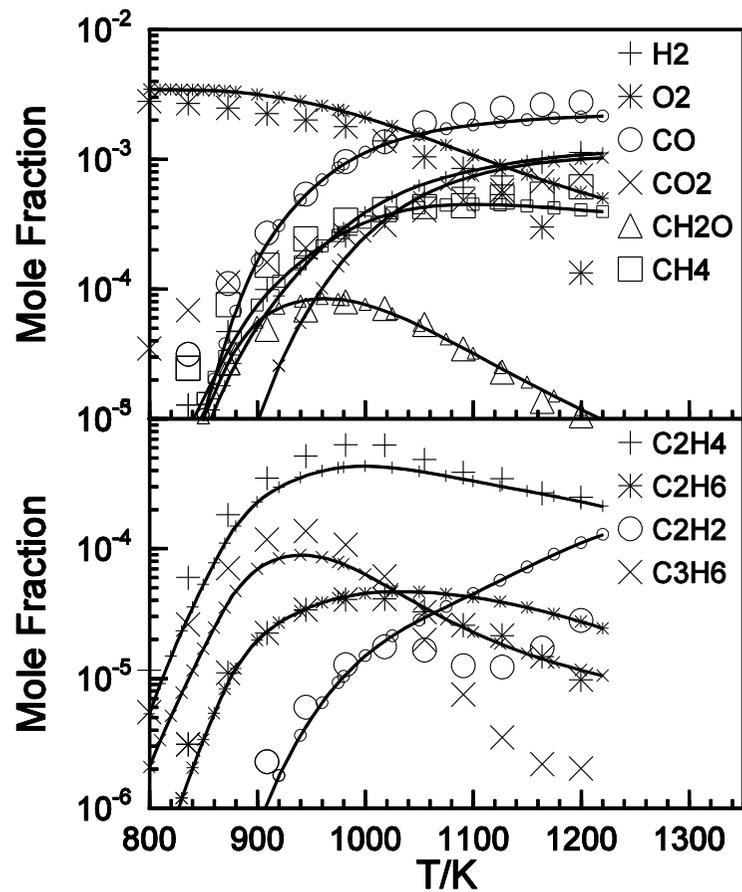 10-2
H2
O2
CO
CO2
CH2O
CH4
10-3
10-4
10-5
Mole Fraction
C2H4
C2H6
C2H2
C3H6
10-4
10-5
10-6
Mole Fraction
800 900 1000 1100 1200 1300
T/K